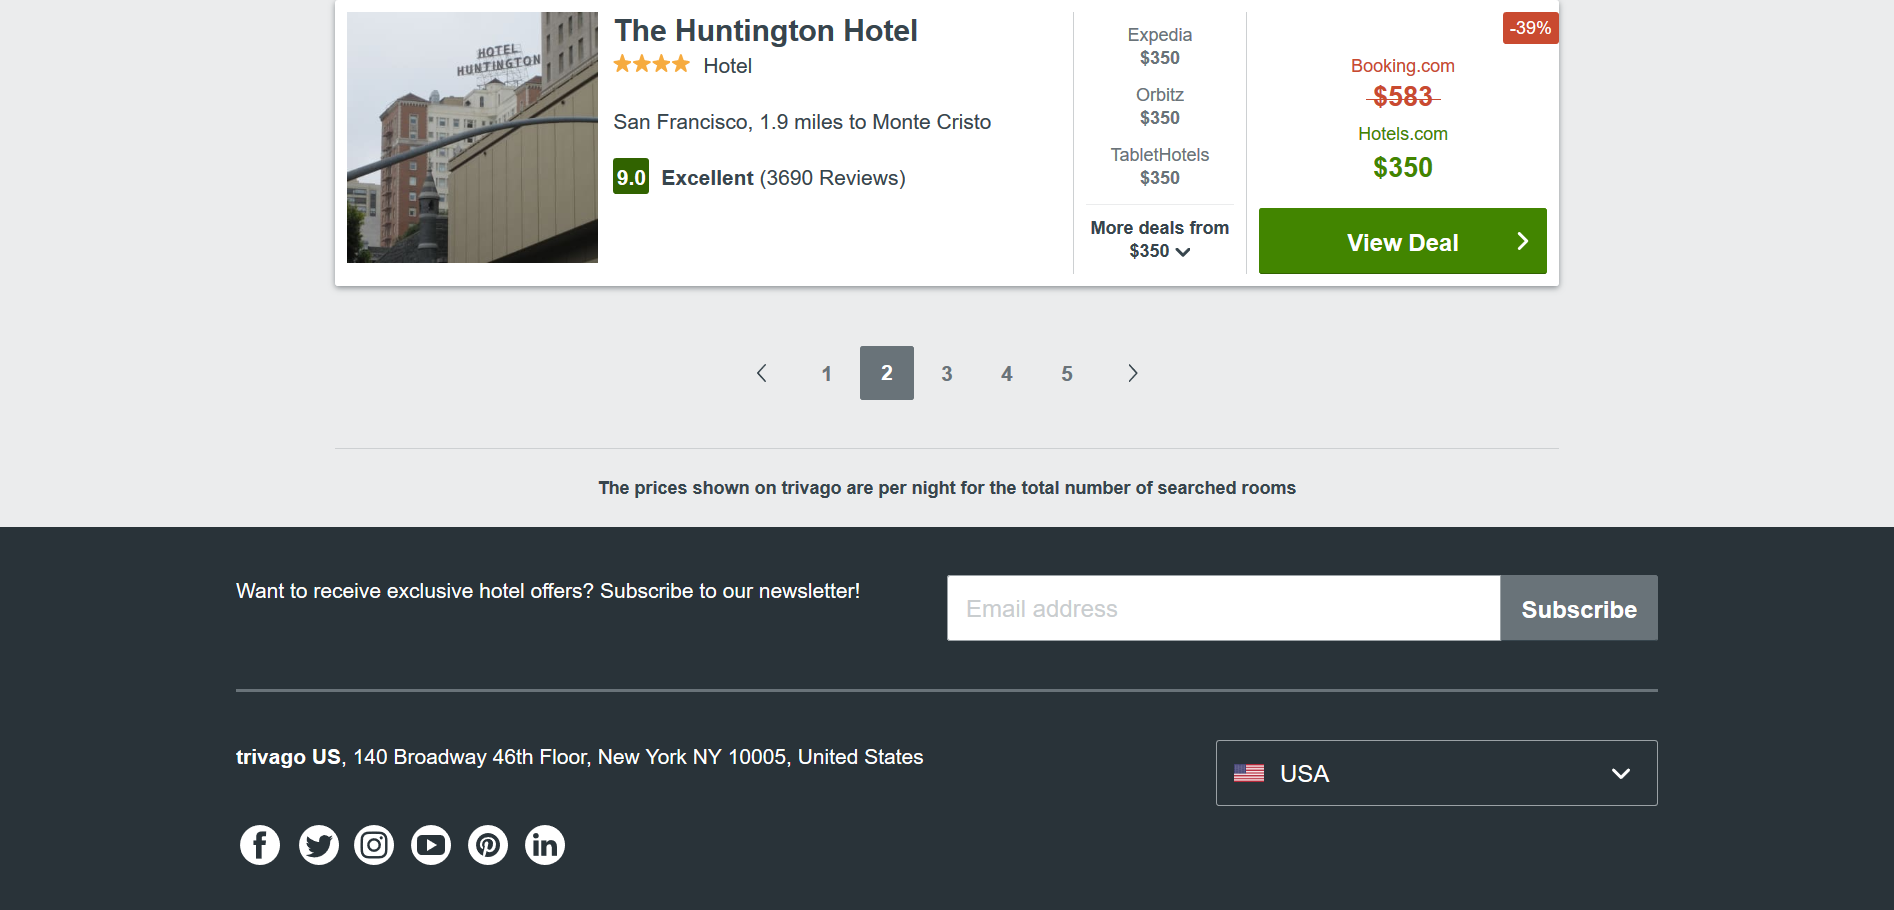 HOTEL
HUNTINGTON
The Huntington Hotel
Hotel
San Francisco, 1.9 miles to Monte Cristo
9.0 Excellent (3690 Reviews)
Expedia
$350
Orbitz
$350
TabletHotels
$350
More deals from
$350
-39%
Booking.com
$583
Hotels.com
$350
View Deal
1 2 3 4 5
The prices shown on trivago are per night for the total number of searched rooms
Want to receive exclusive hotel offers? Subscribe to our newsletter!
Email address
Subscribe
trivago US, 140 Broadway 46th Floor, New York NY 10005, United States
USA